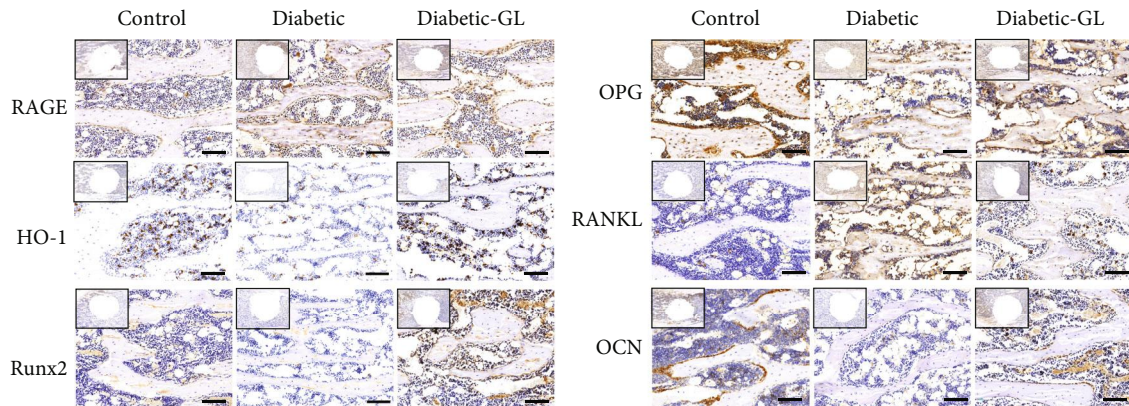 Control Diabetic Diabetic-GL
RAGE
HO-1
Runx2
Control Diabetic Diabetic-GL
OPG
RANKL
OCN